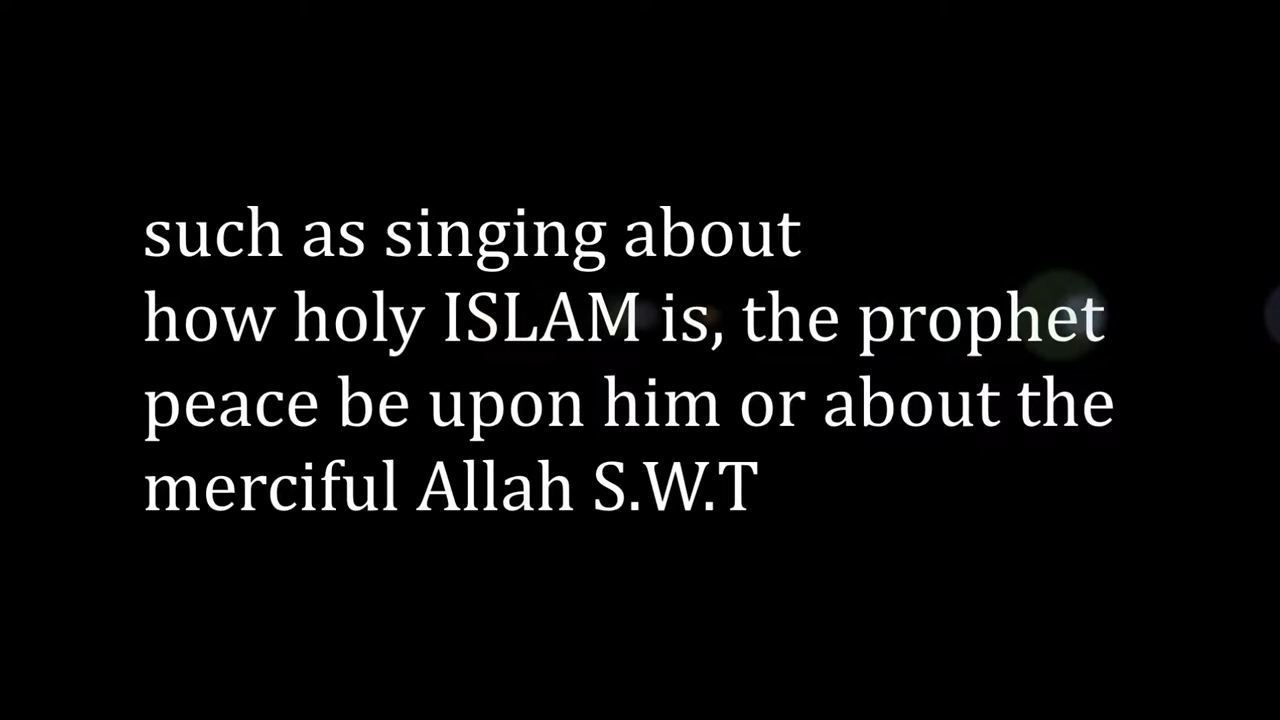 such as singing about
how holy ISLAM is, the prophet
peace be upon him or about the
merciful Allah S.W.T